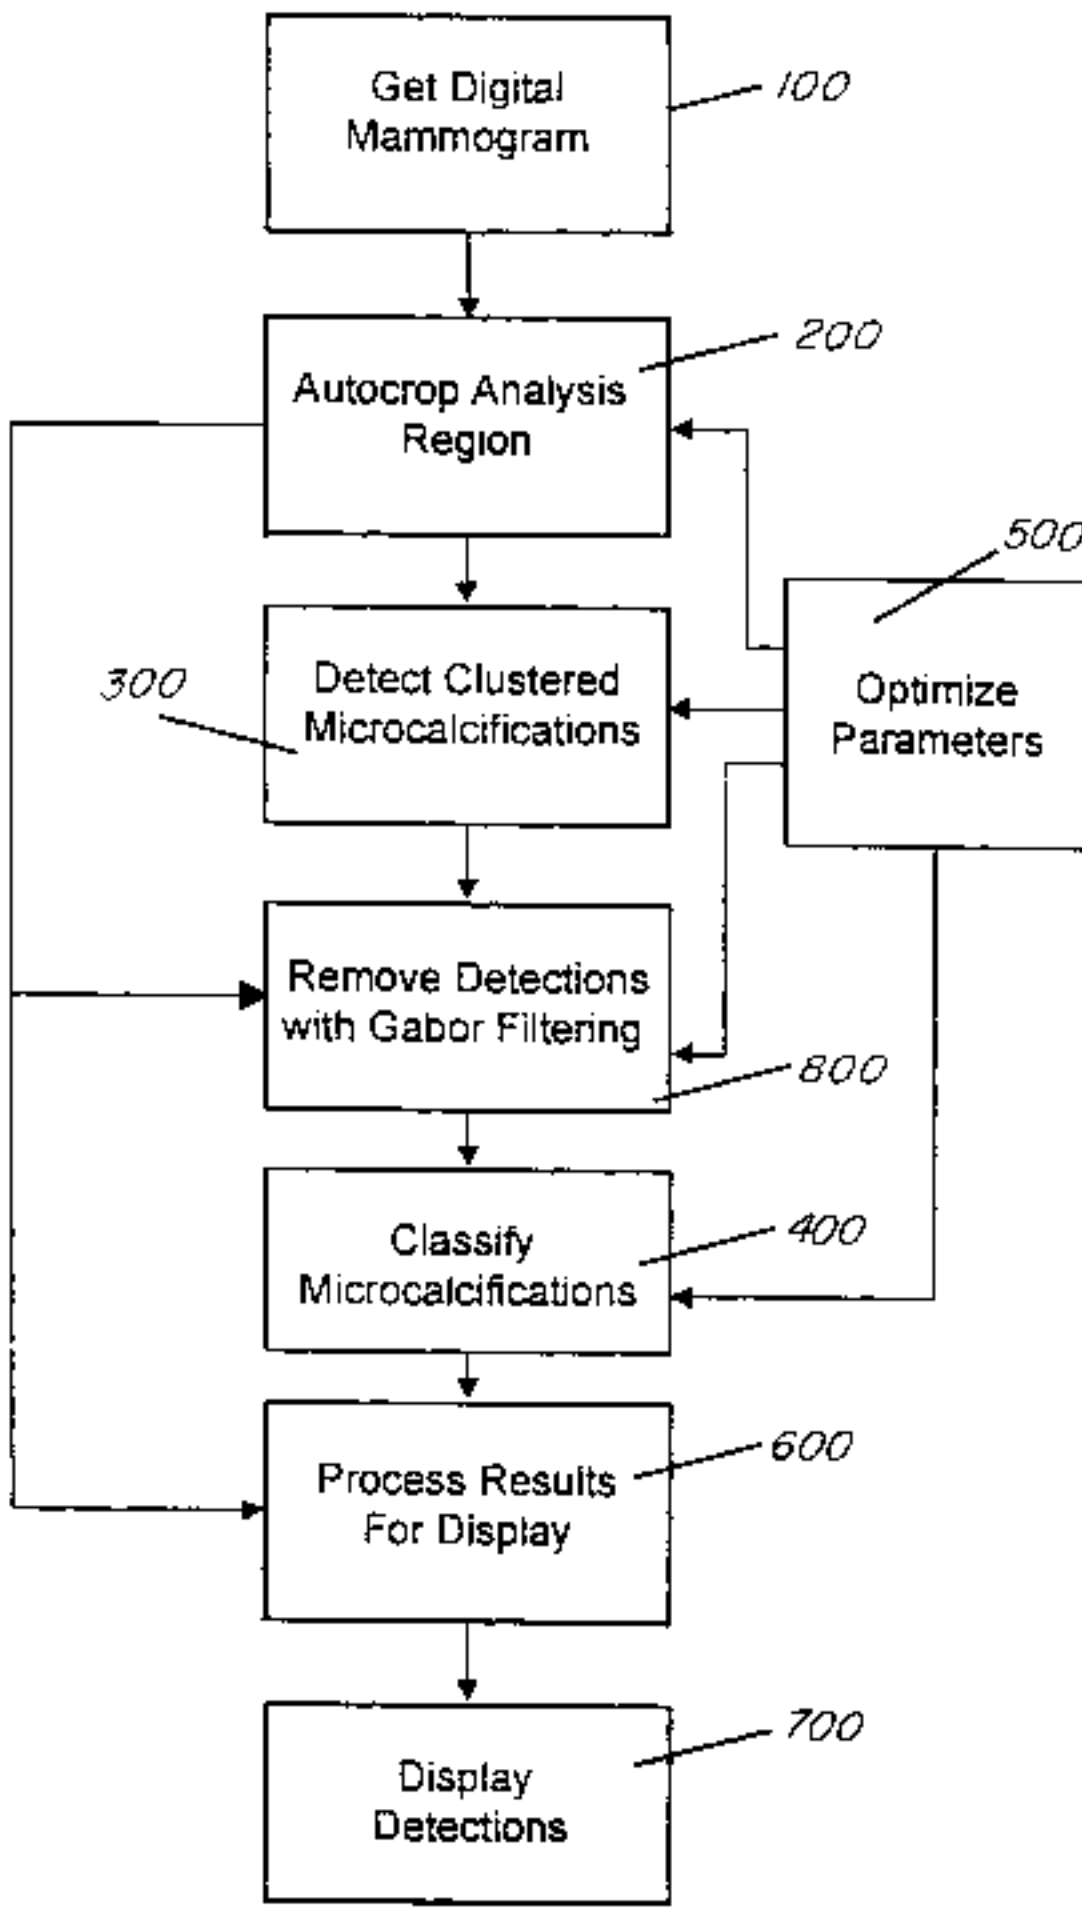 Get Digital
Mammogram
100
200
Autocrop Analysis
Region
500
300
Detect Clustered
Microcalcifications
Optimize
Parameters
Remove Detections
with Gabor Filtering
800
Classify
Microcalcifications
400
600
Process Results
For Display
700
Display
Detections